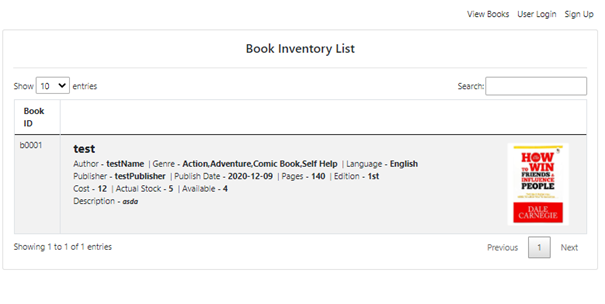 View Books User Login Sign Up
Book Inventory List
Show 10 entries
Search:
Book
ID
b0001
test
Author - testName | Genre - Action,Adventure,Comic Book,Self Help | Language - English
Publisher - testPublisher | Publish Date - 2020-12-09 | Pages - 140 | Edition - 1st
Cost - 12 | Actual Stock - 5 | Available - 4
Description - asda
HOW
TO WIN
FRIENDS &
INFLUENCE
PEOPLE
DALE
CARNEGIE
Showing 1 to 1 of 1 entries
Previous 1 Next